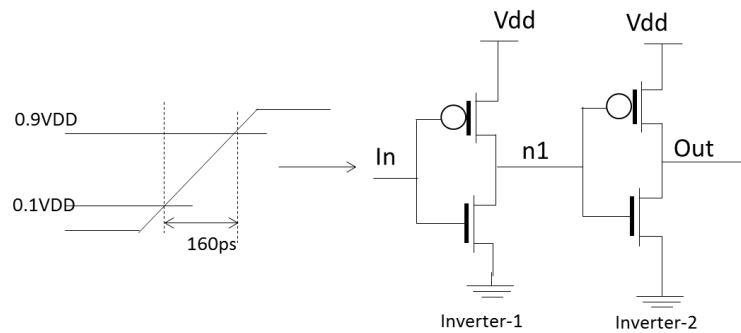 Vdd
Vdd
0.9VDD
In
n1
Out
0.1VDD
160ps
Inverter-1
Inverter-2